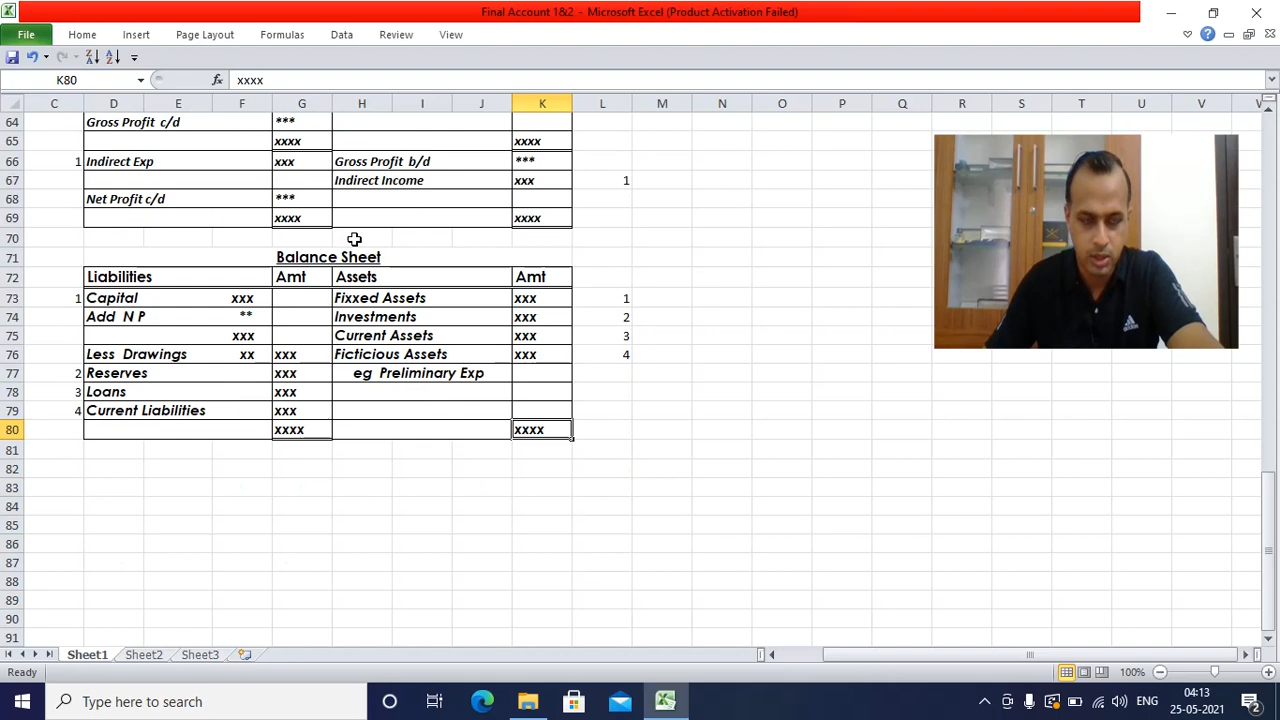 Final Account 1&2 - Microsoft Excel (Product Activation Failed)
File Home Insert Page Layout Formulas Data Review View
K80 fx xxxx
C D E F G H I J K L M N O P Q R S T U V
64 Gross Profit c/d ***
65 xxxx xxxx
66 1 Indirect Exp xxx Gross Profit b/d ***
67 Indirect Income xxx 1
68 Net Profit c/d ***
69 xxxx xxxx
70
71 Balance Sheet
72 Liabilities Amt Assets Amt
73 1 Capital xxx Fixxed Assets xxx 1
74 Add N P ** Investments xxx 2
75 xxx Current Assets xxx 3
76 Less Drawings xx xxx Ficticious Assets xxx 4
77 2 Reserves xxx eg Preliminary Exp
78 3 Loans xxx
79 4 Current Liabilities xxx
80 xxxx xxxx
81
82
83
84
85
86
87
88
89
90
91
Sheet1 Sheet2 Sheet3
Ready 100%
Type here to search ENG 04:13
25-05-2021 2